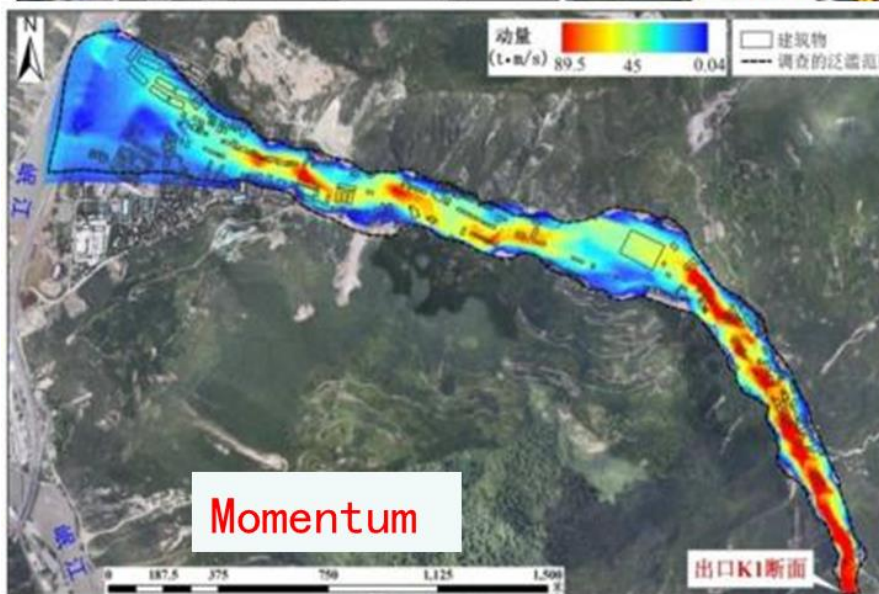 N
动量
(t·m/s)
89.5 45 0.04
建筑物
调查的泛滥范
岷江
岷江
Momentum
0 187.5 375 750 1,125 1,500
米
出口K1断面